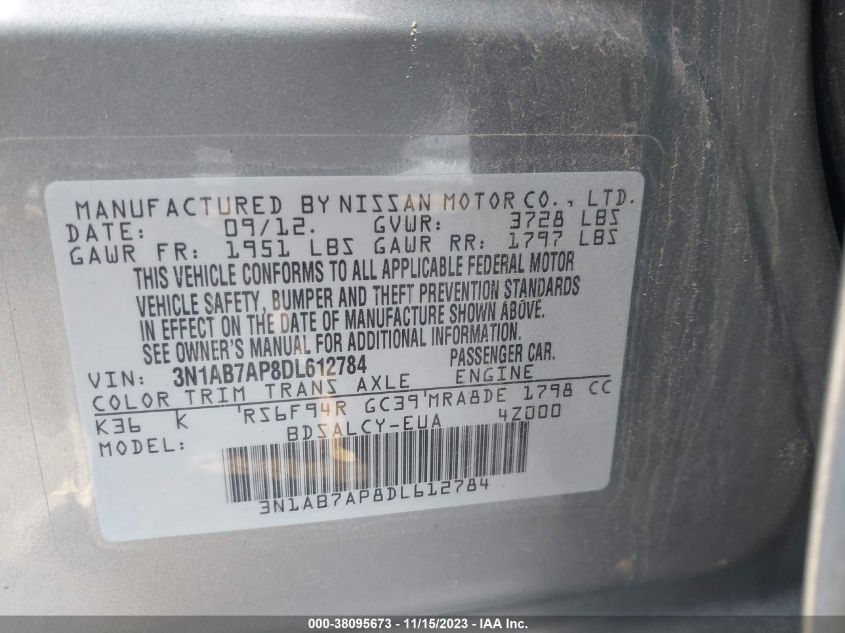 MANUFACTURED BY NISSAN MOTOR CO., LTD.
DATE: 09/12. GVWR: 3728 LBS
GAWR FR: 1951 LBS GAWR RR: 1797 LBS
THIS VEHICLE CONFORMS TO ALL APPLICABLE FEDERAL MOTOR
VEHICLE SAFETY, BUMPER AND THEFT PREVENTION STANDARDS
IN EFFECT ON THE DATE OF MANUFACTURE SHOWN ABOVE.
SEE OWNER'S MANUAL FOR ADDITIONAL INFORMATION.
VIN: 3N1AB7AP8DL612784 PASSENGER CAR.
COLOR TRIM TRANS AXLE ENGINE
K36 K 'RS6F94R GC39'MRA8DE 1798 CC
MODEL: BDSALCY-EUA 4Z000
3N1AB7AP8DL612784
000-38095673 - 11/15/2023 - IAA Inc.